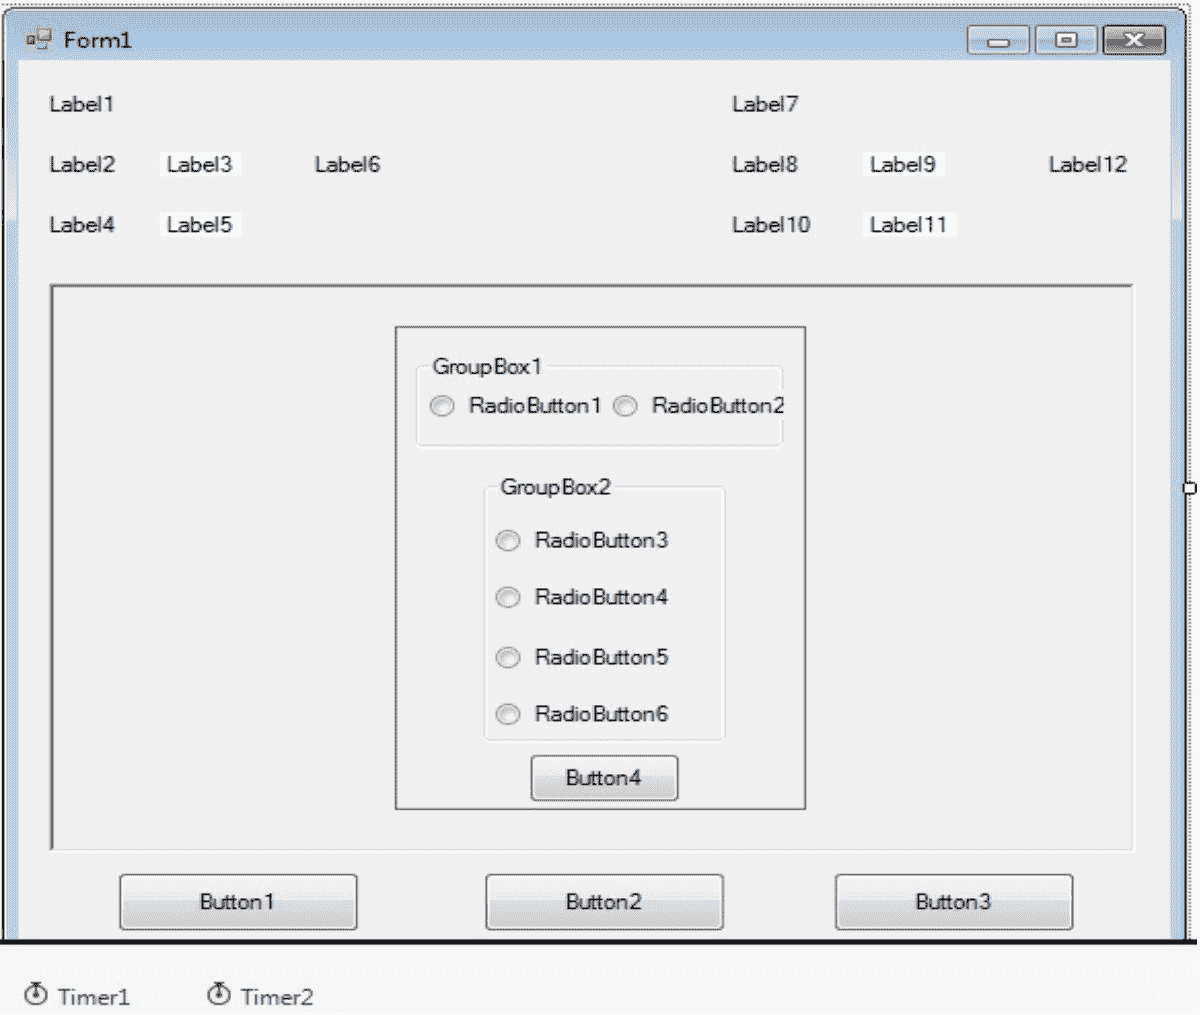 Form1
Label1 Label7
Label2 Label3 Label6 Label8 Label9 Label12
Label4 Label5 Label10 Label11
GroupBox1
RadioButton1 RadioButton2
GroupBox2
RadioButton3
RadioButton4
RadioButton5
RadioButton6
Button4
Button1 Button2 Button3
Timer1 Timer2